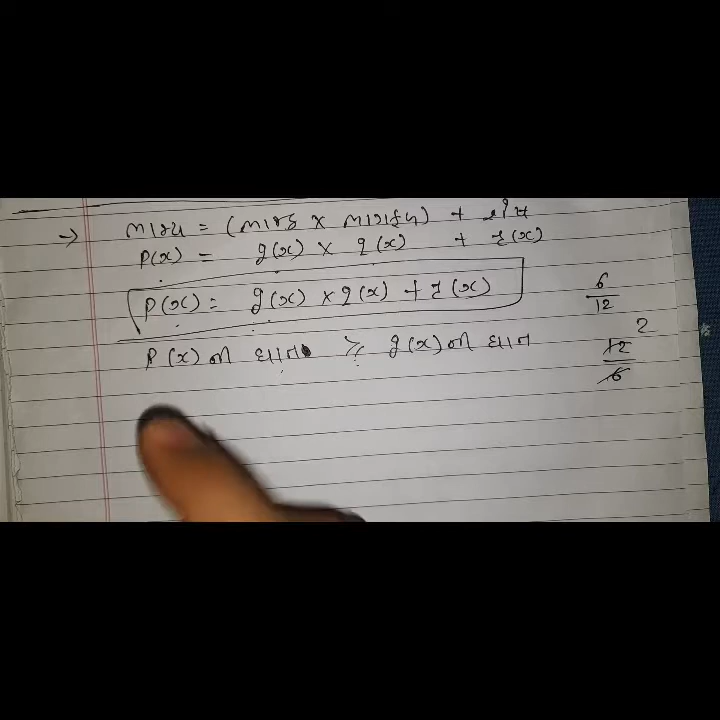 → ભાજ્ય = (ભાજક × ભાગફળ) + શેષ
P(x) = g(x) × q(x) + r(x)
P(x) = g(x) × q(x) + r(x)
P(x) ની ઘાત ≥ g(x) ની ઘાત
6
12
2
12
6